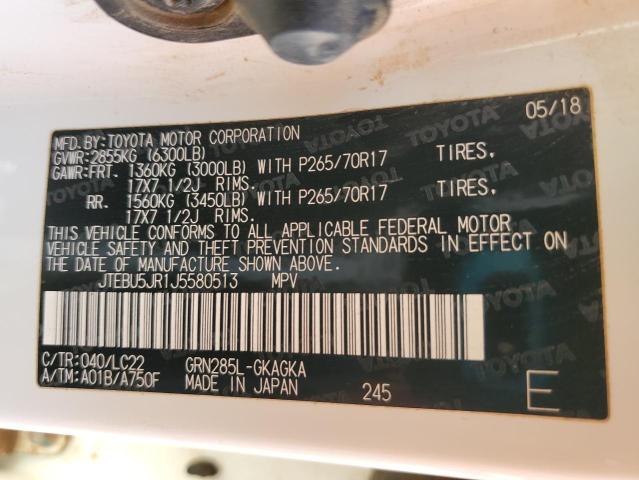 05/18
MFD.BY:TOYOTA MOTOR CORPORATION
GVWR:2855KG (6300LB)
GAWR:FRT. 1360KG (3000LB) WITH P265/70R17 TIRES,
17X7 1/2J RIMS.
RR. 1560KG (3450LB) WITH P265/70R17 TIRES,
17X7 1/2J RIMS.
THIS VEHICLE CONFORMS TO ALL APPLICABLE FEDERAL MOTOR
VEHICLE SAFETY AND THEFT PREVENTION STANDARDS IN EFFECT ON
THE DATE OF MANUFACTURE SHOWN ABOVE.
JTEBU5JR1J5580513 MPV
C/TR:040/LC22 GRN285L-GKAGKA
A/TM:A01B/A750F MADE IN JAPAN 245 E